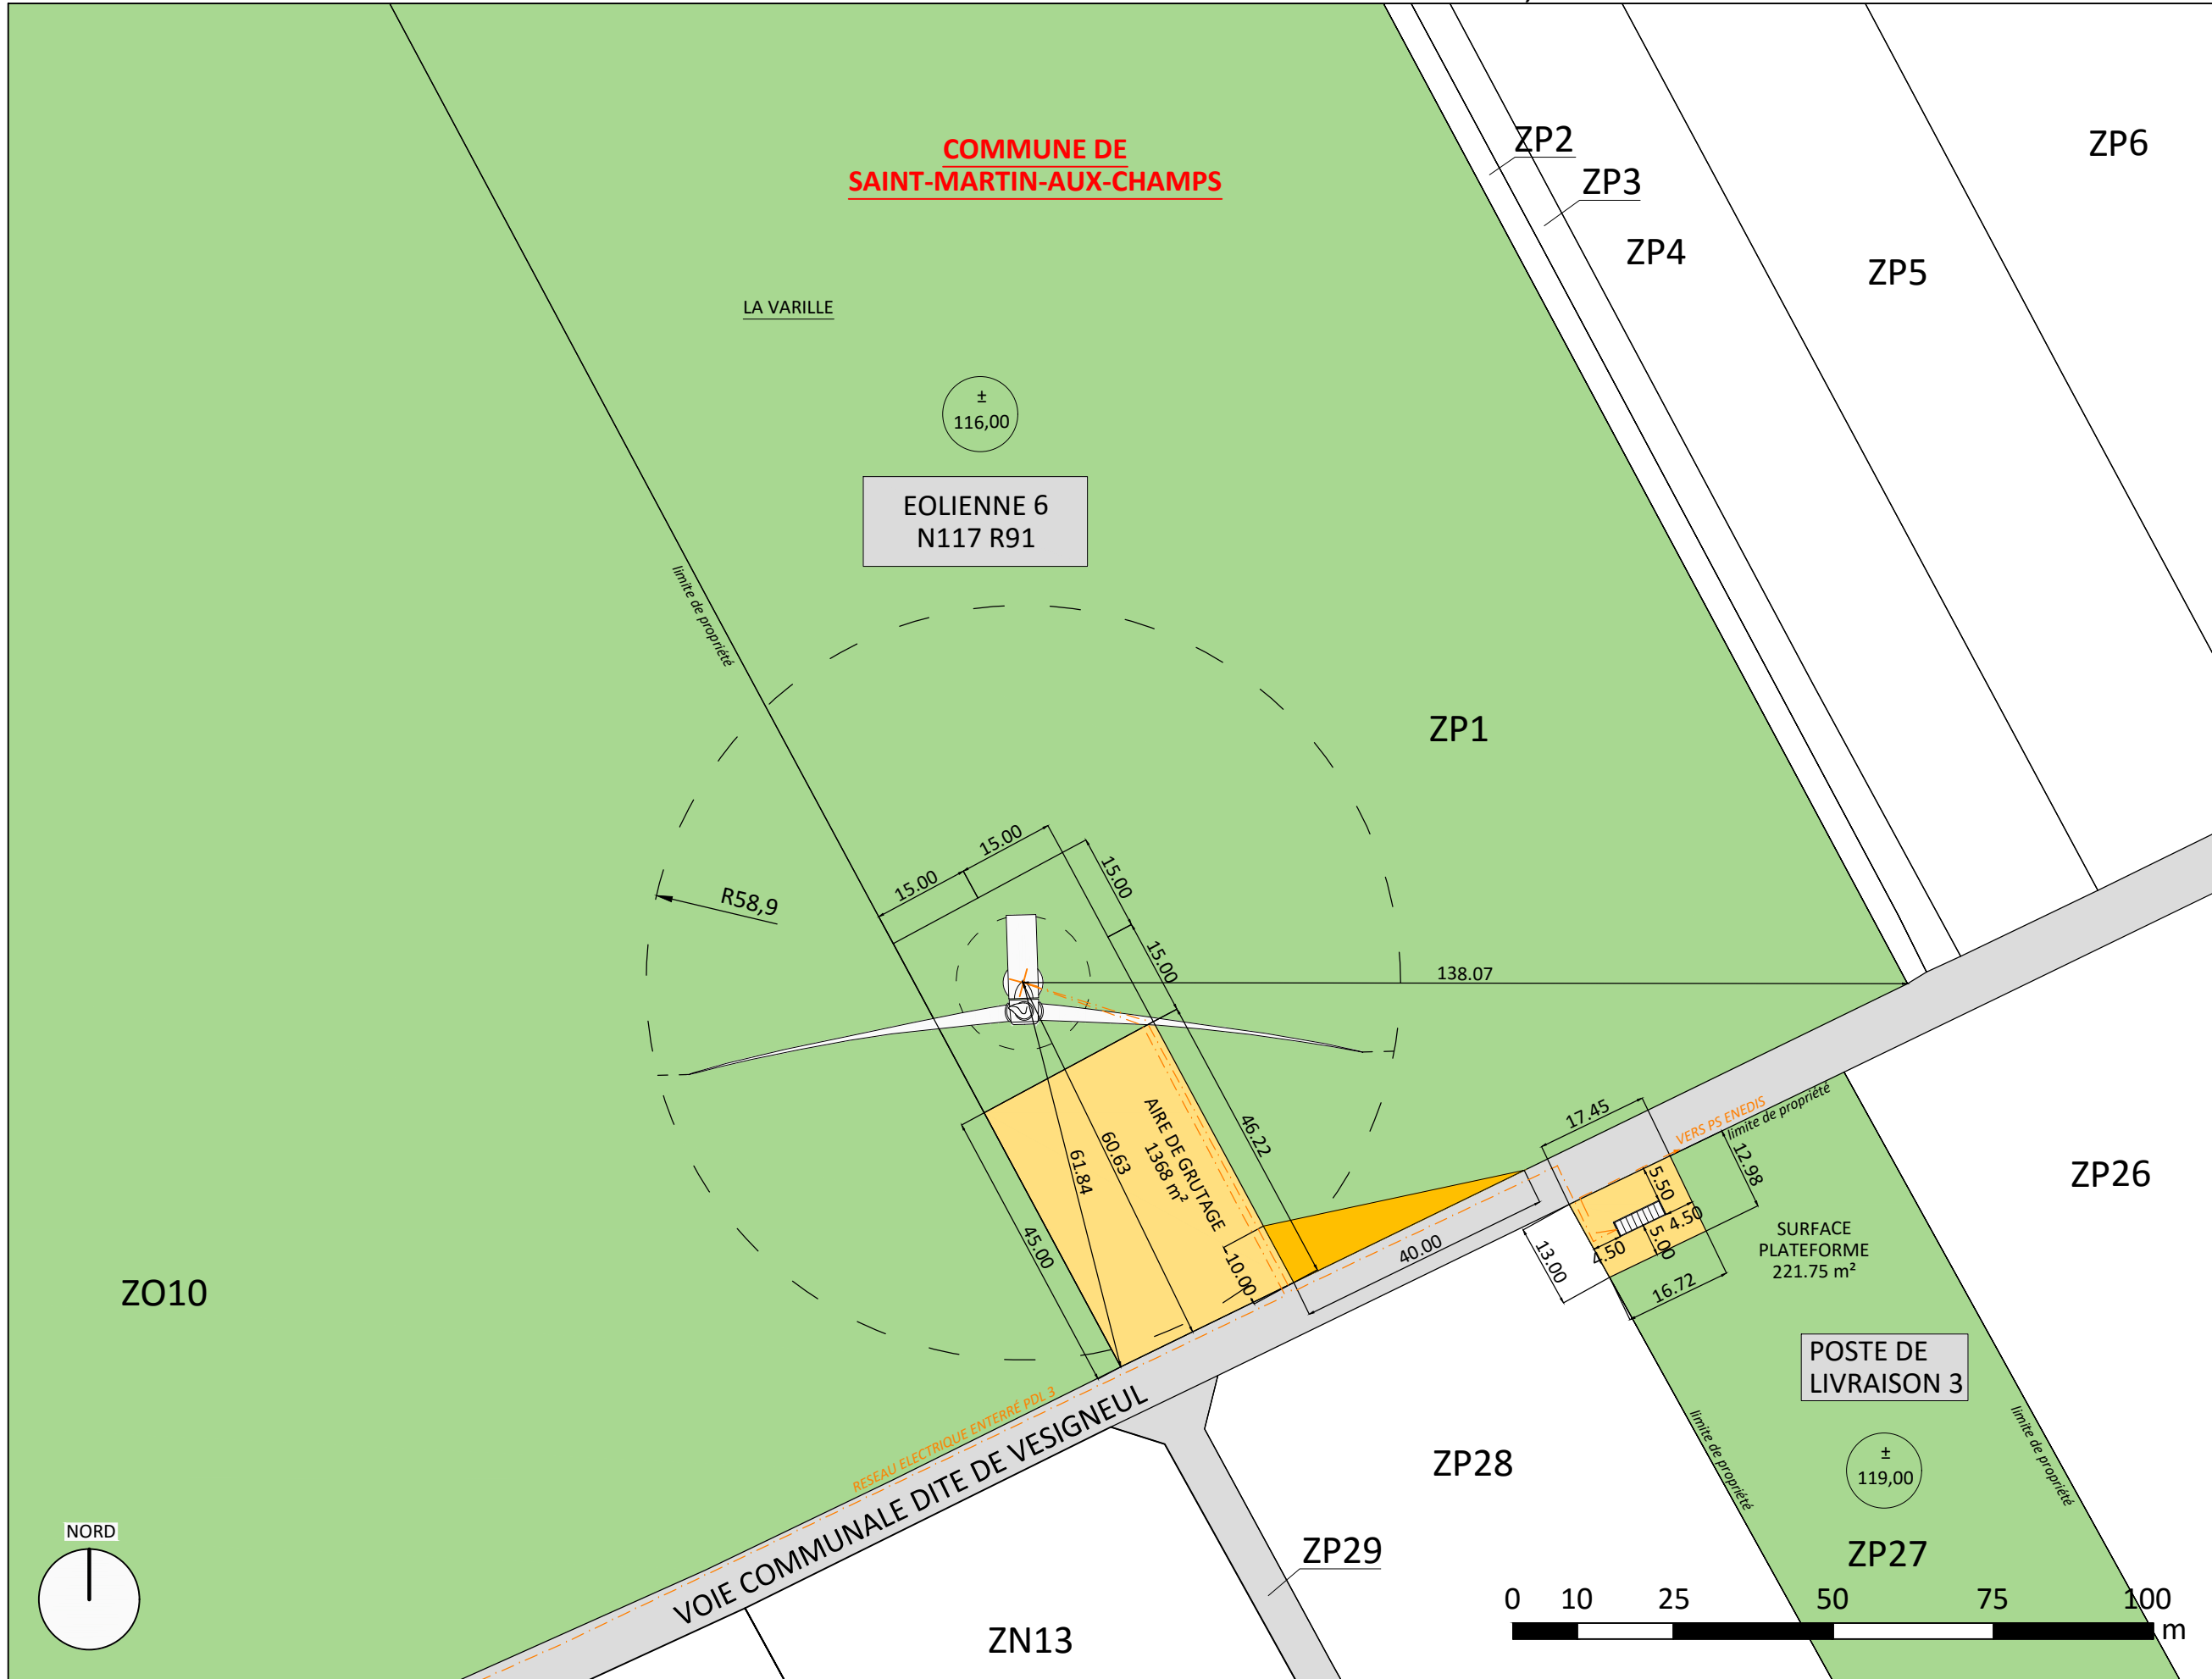 COMMUNE DE
SAINT-MARTIN-AUX-CHAMPS
ZP2
ZP3
ZP4
ZP5
ZP6
LA VARILLE
±
116,00
EOLIENNE 6
N117 R91
limite de propriété
ZP1
15.00
15.00
15.00
15.00
R58,9
138.07
AIRE DE GRUTAGE
1368 m²
46.22
60.63
61.84
45.00
10.00
40.00
17.45
VERS PS ENEDIS
limite de propriété
12.98
5.50
4.50
4.50
5.00
13.00
16.72
SURFACE
PLATEFORME
221.75 m²
ZP26
ZO10
POSTE DE
LIVRAISON 3
±
119,00
limite de propriété
limite de propriété
RESEAU ELECTRIQUE ENTERRÉ PDL 3
VOIE COMMUNALE DITE DE VESIGNEUL
ZP28
ZP29
ZP27
ZN13
NORD
0 10 25 50 75 100
m